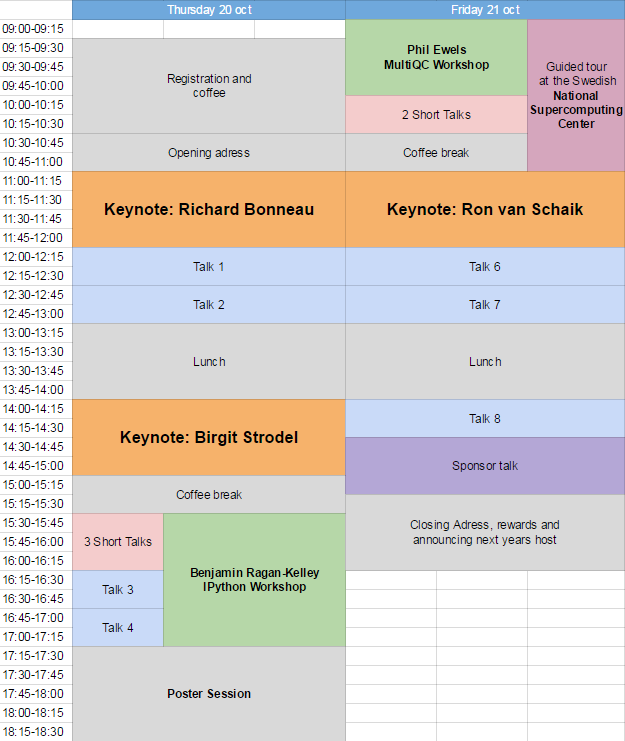 Thursday 20 oct
Friday 21 oct
09:00-09:15
09:15-09:30
09:30-09:45
09:45-10:00
10:00-10:15
10:15-10:30
10:30-10:45
10:45-11:00
11:00-11:15
11:15-11:30
11:30-11:45
11:45-12:00
12:00-12:15
12:15-12:30
12:30-12:45
12:45-13:00
13:00-13:15
13:15-13:30
13:30-13:45
13:45-14:00
14:00-14:15
14:15-14:30
14:30-14:45
14:45-15:00
15:00-15:15
15:15-15:30
15:30-15:45
15:45-16:00
16:00-16:15
16:15-16:30
16:30-16:45
16:45-17:00
17:00-17:15
17:15-17:30
17:30-17:45
17:45-18:00
18:00-18:15
18:15-18:30
Registration and
coffee
Opening adress
Keynote: Richard Bonneau
Talk 1
Talk 2
Lunch
Keynote: Birgit Strodel
Coffee break
3 Short Talks
Talk 3
Talk 4
Benjamin Ragan-Kelley
IPython Workshop
Poster Session
Phil Ewels
MultiQC Workshop
2 Short Talks
Coffee break
Guided tour
at the Swedish
National
Supercomputing
Center
Keynote: Ron van Schaik
Talk 6
Talk 7
Lunch
Talk 8
Sponsor talk
Closing Adress, rewards and
announcing next years host